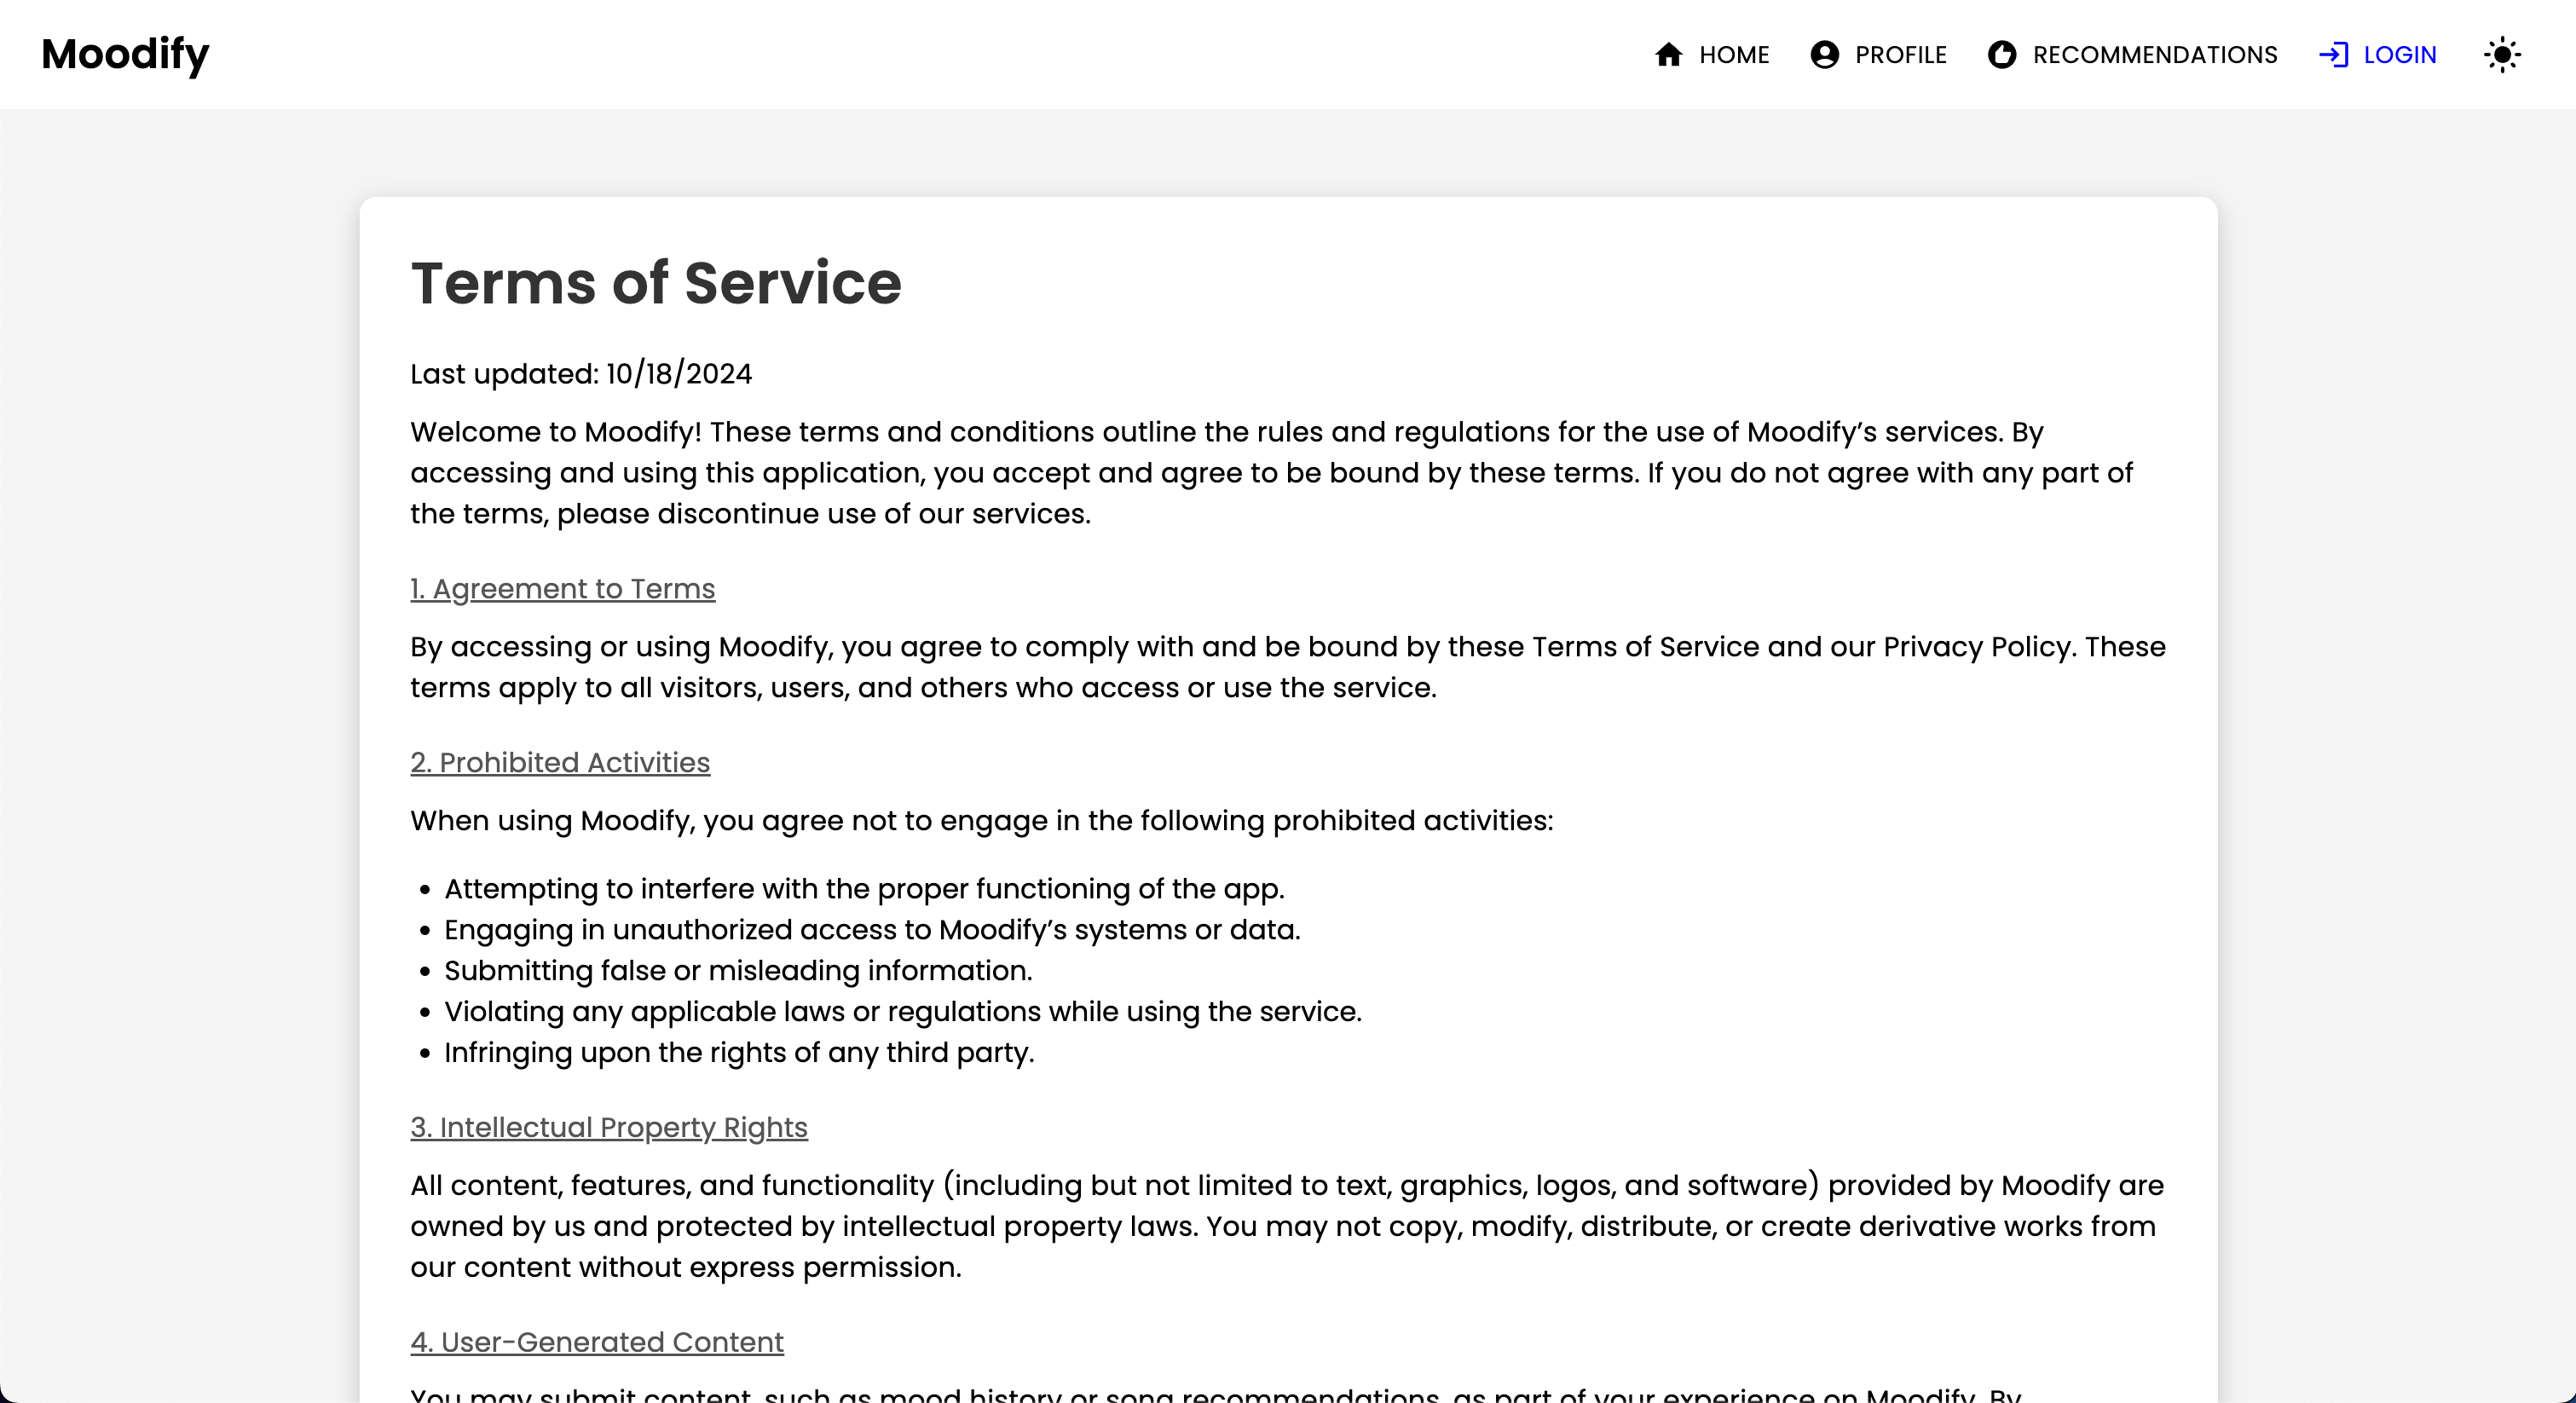 Moodify
HOME
PROFILE
RECOMMENDATIONS
LOGIN
Terms of Service
Last updated: 10/18/2024
Welcome to Moodify! These terms and conditions outline the rules and regulations for the use of Moodify’s services. By
accessing and using this application, you accept and agree to be bound by these terms. If you do not agree with any part of
the terms, please discontinue use of our services.
1. Agreement to Terms
By accessing or using Moodify, you agree to comply with and be bound by these Terms of Service and our Privacy Policy. These
terms apply to all visitors, users, and others who access or use the service.
2. Prohibited Activities
When using Moodify, you agree not to engage in the following prohibited activities:
• Attempting to interfere with the proper functioning of the app.
• Engaging in unauthorized access to Moodify’s systems or data.
• Submitting false or misleading information.
• Violating any applicable laws or regulations while using the service.
• Infringing upon the rights of any third party.
3. Intellectual Property Rights
All content, features, and functionality (including but not limited to text, graphics, logos, and software) provided by Moodify are
owned by us and protected by intellectual property laws. You may not copy, modify, distribute, or create derivative works from
our content without express permission.
4. User-Generated Content
You may submit content, such as mood history or song recommendations, as part of your experience on Moodify. By